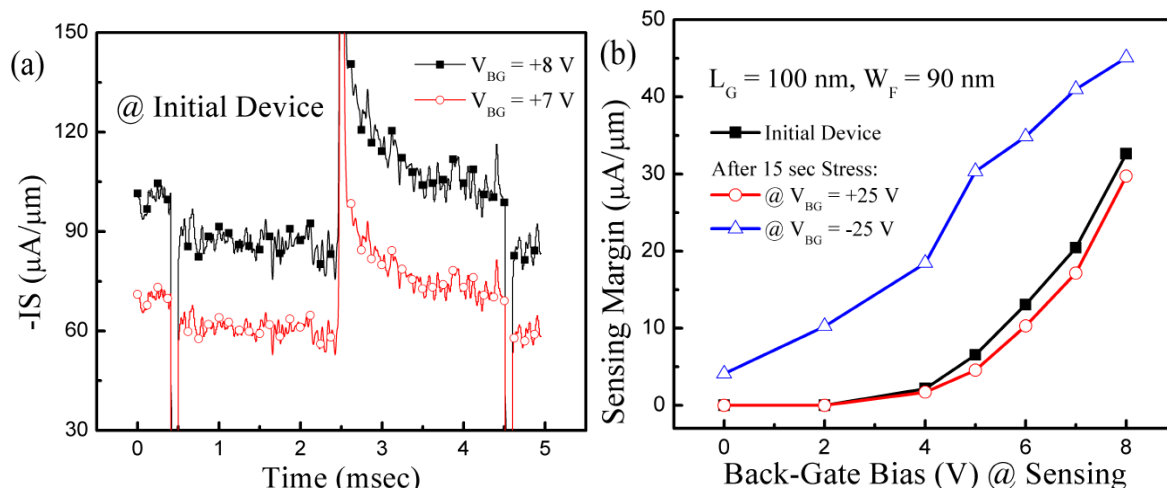 (a)
150
120
90
60
30
-IS (µA/µm)
V_BG = +8 V
V_BG = +7 V
@ Initial Device
0 1 2 3 4 5
Time (msec)
(b)
50
40
30
20
10
0
Sensing Margin (µA/µm)
L_G = 100 nm, W_F = 90 nm
Initial Device
After 15 sec Stress:
@ V_BG = +25 V
@ V_BG = -25 V
0 2 4 6 8
Back-Gate Bias (V) @ Sensing